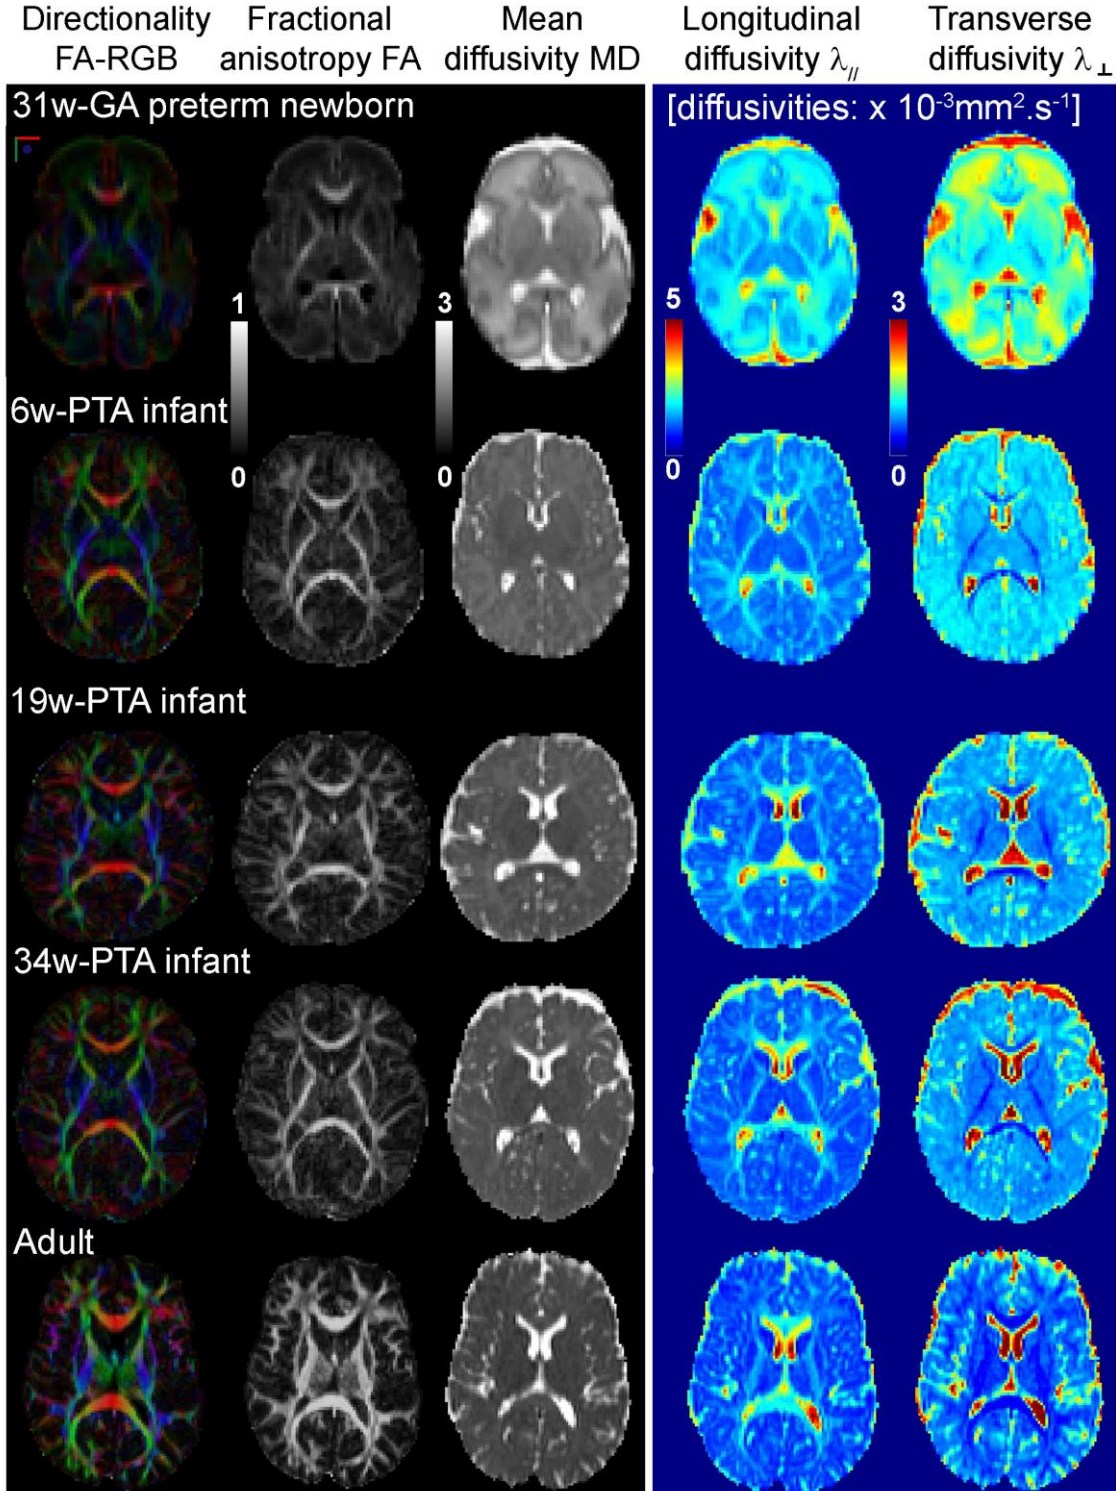 Directionality
FA-RGB
Fractional
anisotropy FA
Mean
diffusivity MD
Longitudinal
diffusivity λ//
Transverse
diffusivity λ⊥
31w-GA preterm newborn
[diffusivities: x 10⁻³mm².s⁻¹]
1
0
3
0
5
0
3
0
6w-PTA infant
19w-PTA infant
34w-PTA infant
Adult